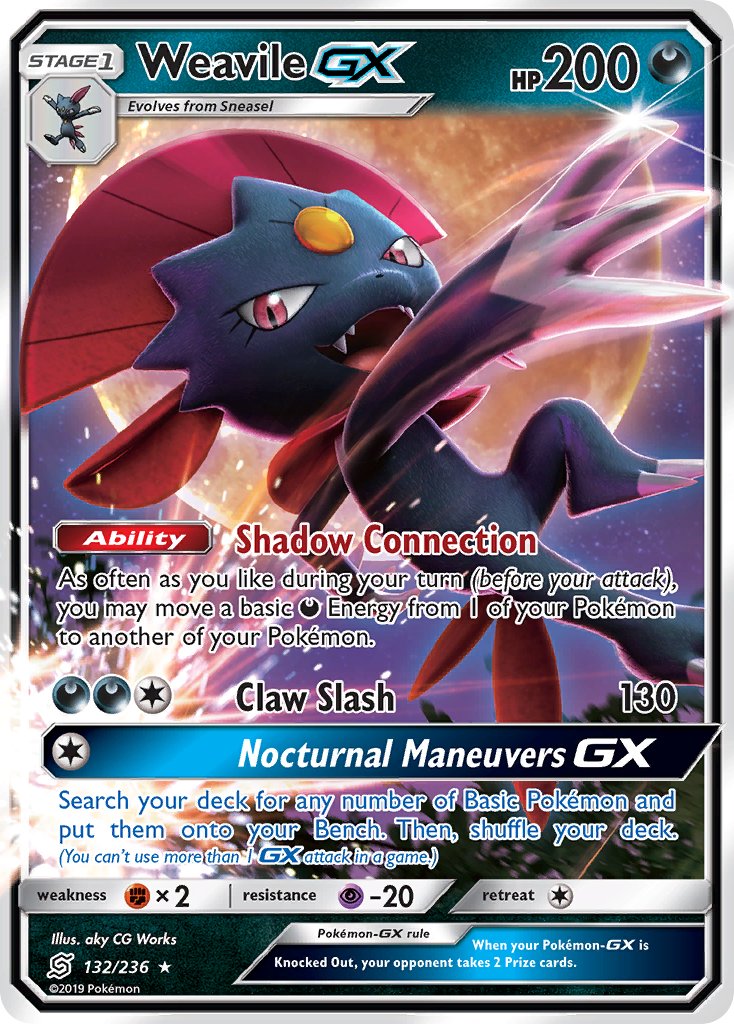 STAGE 1 Weavile GX HP 200
Evolves from Sneasel
Ability Shadow Connection
As often as you like during your turn (before your attack),
you may move a basic Energy from 1 of your Pokémon
to another of your Pokémon.
Claw Slash 130
Nocturnal Maneuvers GX
Search your deck for any number of Basic Pokémon and
put them onto your Bench. Then, shuffle your deck.
(You can't use more than 1 GX attack in a game.)
weakness × 2 resistance -20 retreat
Illus. aky CG Works
132/236
©2019 Pokémon
Pokémon-GX rule
When your Pokémon-GX is
Knocked Out, your opponent takes 2 Prize cards.